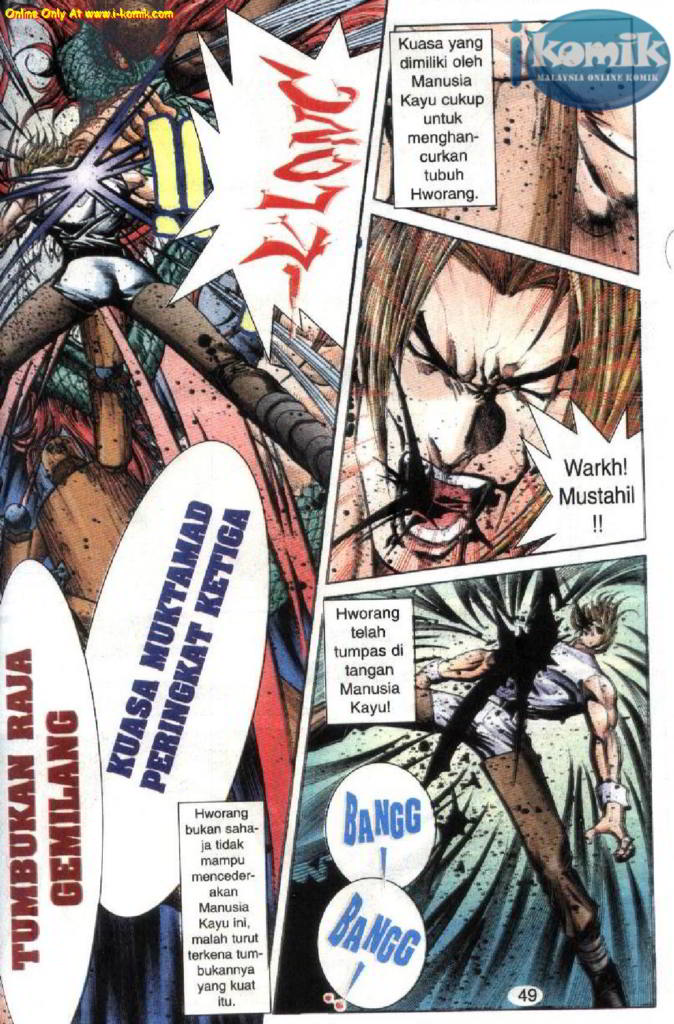 Online Only At www.i-komik.com
ikomik
MALAYSIA ONLINE KOMIK
!!
KLONG
Kuasa yang
dimiliki oleh
Manusia
Kayu cukup
untuk
menghan-
curkan
tubuh
Hworang.
Warkh!
Mustahil
!!
KUASA MUKTAMAD
PERINGKAT KETIGA
TUMBUKAN RAJA
GEMILANG
Hworang
bukan saha-
ja tidak
mampu
menceder-
akan
Manusia
Kayu ini,
malah turut
terkena tum-
bukannya
yang kuat
itu.
Hworang
telah
tumpas di
tangan
Manusia
Kayu!
BANGG
!
BANGG
!
49